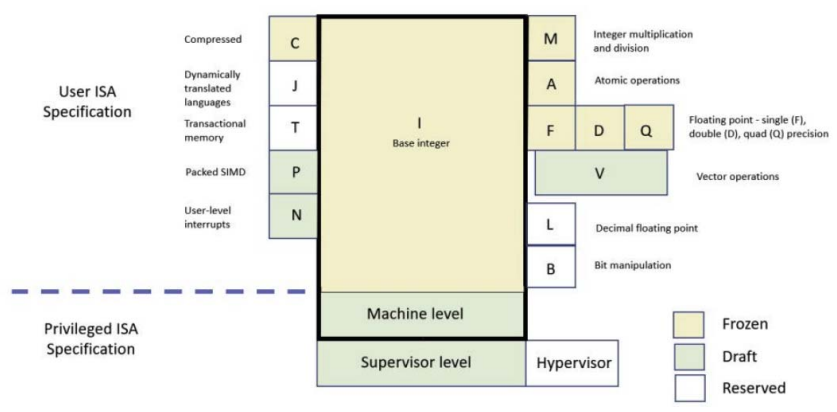 Compressed
C
Dynamically
translated
languages
J
Transactional
memory
T
Packed SIMD
P
User-level
interrupts
N
User ISA
Specification
I
Base integer
M
Integer multiplication
and division
A
Atomic operations
F
D
Q
Floating point - single (F),
double (D), quad (Q) precision
V
Vector operations
L
Decimal floating point
B
Bit manipulation
Privileged ISA
Specification
Machine level
Supervisor level
Hypervisor
Frozen
Draft
Reserved